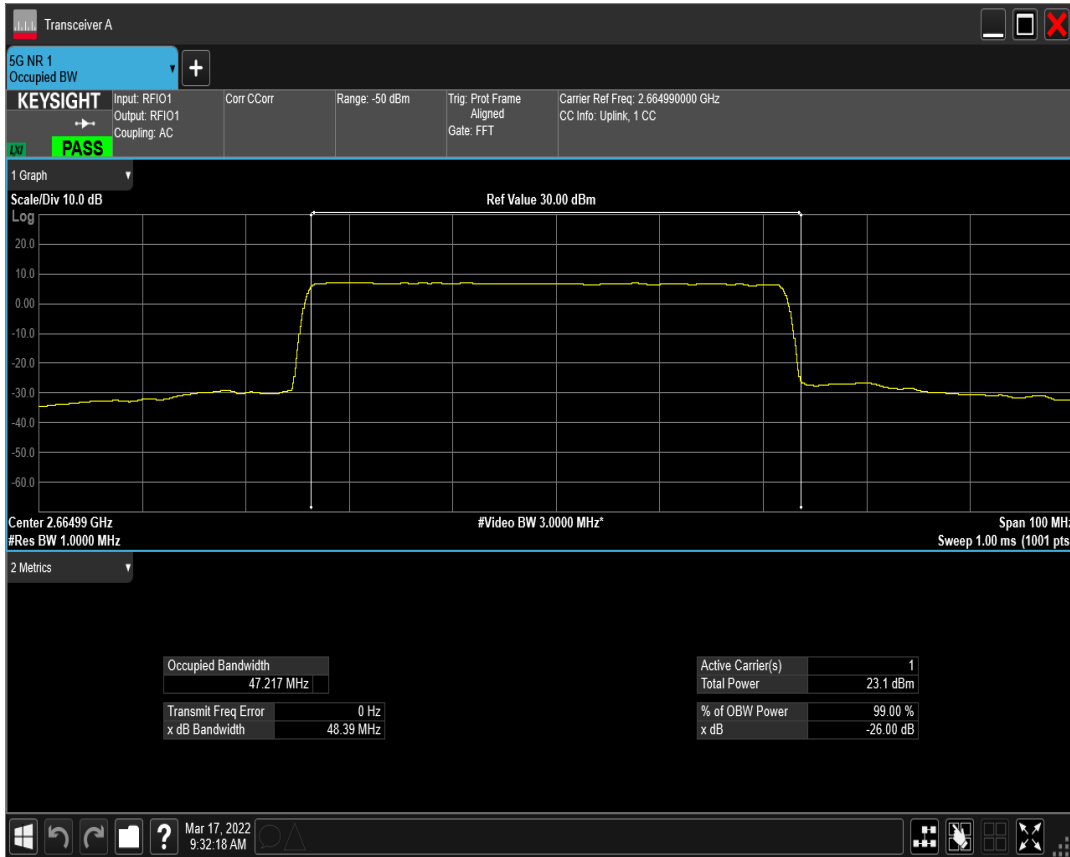 Transceiver A
5G NR 1
Occupied BW
KEYSIGHT
LXI
PASS
Input: RFIO1
Output: RFIO1
Coupling: AC
Corr CCorr
Range: -50 dBm
Trig: Prot Frame
Aligned
Gate: FFT
Carrier Ref Freq: 2.664990000 GHz
CC Info: Uplink, 1 CC
1 Graph
Scale/Div 10.0 dB
Ref Value 30.00 dBm
Log
20.0
10.0
0.00
-10.0
-20.0
-30.0
-40.0
-50.0
-60.0
Center 2.66499 GHz
#Video BW 3.0000 MHz*
Span 100 MHz
#Res BW 1.0000 MHz
Sweep 1.00 ms (1001 pts
2 Metrics
Occupied Bandwidth
47.217 MHz
Transmit Freq Error 0 Hz
x dB Bandwidth 48.39 MHz
Active Carrier(s) 1
Total Power 23.1 dBm
% of OBW Power 99.00 %
x dB -26.00 dB
Mar 17, 2022
9:32:18 AM